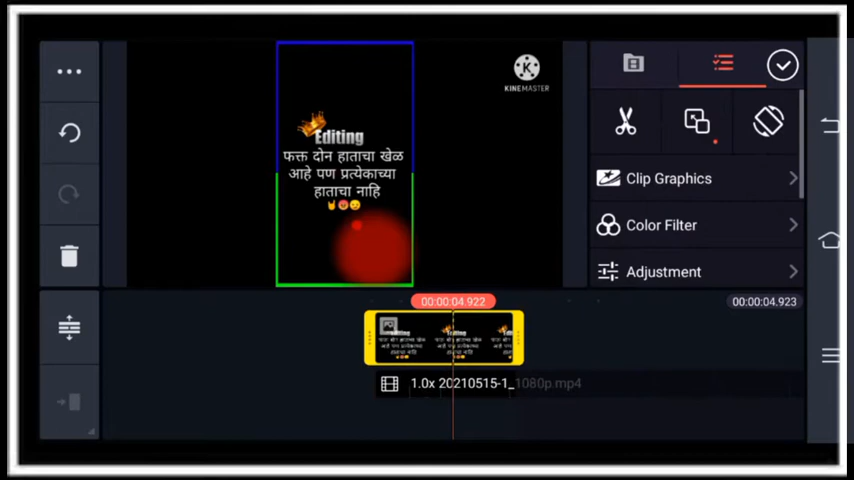 KINEMASTER
Editing
फक्त दोन हाताचा खेळ
आहे पण प्रत्येकाच्या
हाताचा नाहि
Clip Graphics
Color Filter
Adjustment
00:00:04.922
00:00:04.923
1.0x 20210515-1_1080p.mp4